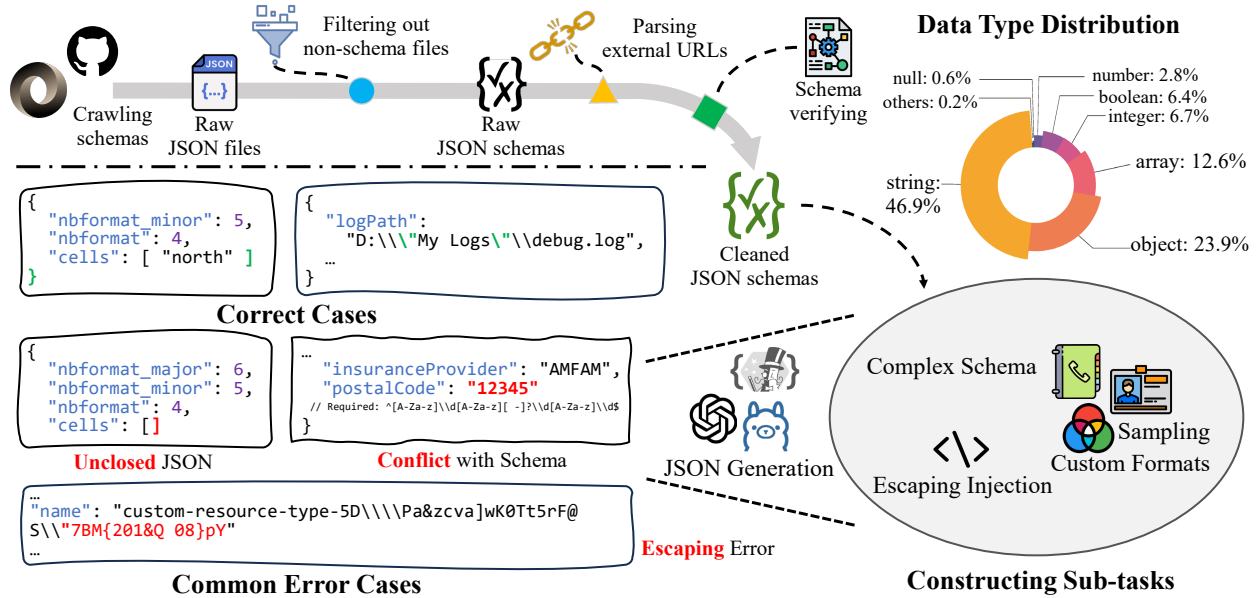 Crawling
schemas
JSON
{...}
Raw
JSON files
Filtering out
non-schema files
Raw
JSON schemas
Parsing
external URLs
Schema
verifying
Cleaned
JSON schemas
Data Type Distribution
null: 0.6%
others: 0.2%
number: 2.8%
boolean: 6.4%
integer: 6.7%
array: 12.6%
string:
46.9%
object: 23.9%
{
"nbformat_minor": 5,
"nbformat": 4,
"cells": [ "north" ]
}
{
"logPath":
"D:\\\"My Logs\"\\debug.log",
…
}
Correct Cases
{
"nbformat_major": 6,
"nbformat_minor": 5,
"nbformat": 4,
"cells": []
Unclosed JSON
…
"insuranceProvider": "AMFAM",
"postalCode": "12345"
// Required: ^[A-Za-z]\\d[A-Za-z][ -]?\\d[A-Za-z]\\d$
}
Conflict with Schema
…
"name": "custom-resource-type-5D\\\\Pa&zcva]wK0Tt5rF@
S\\"7BM{201&Q 08}pY"
…
Escaping Error
Common Error Cases
JSON Generation
Complex Schema
Sampling
Custom Formats
Escaping Injection
Constructing Sub-tasks